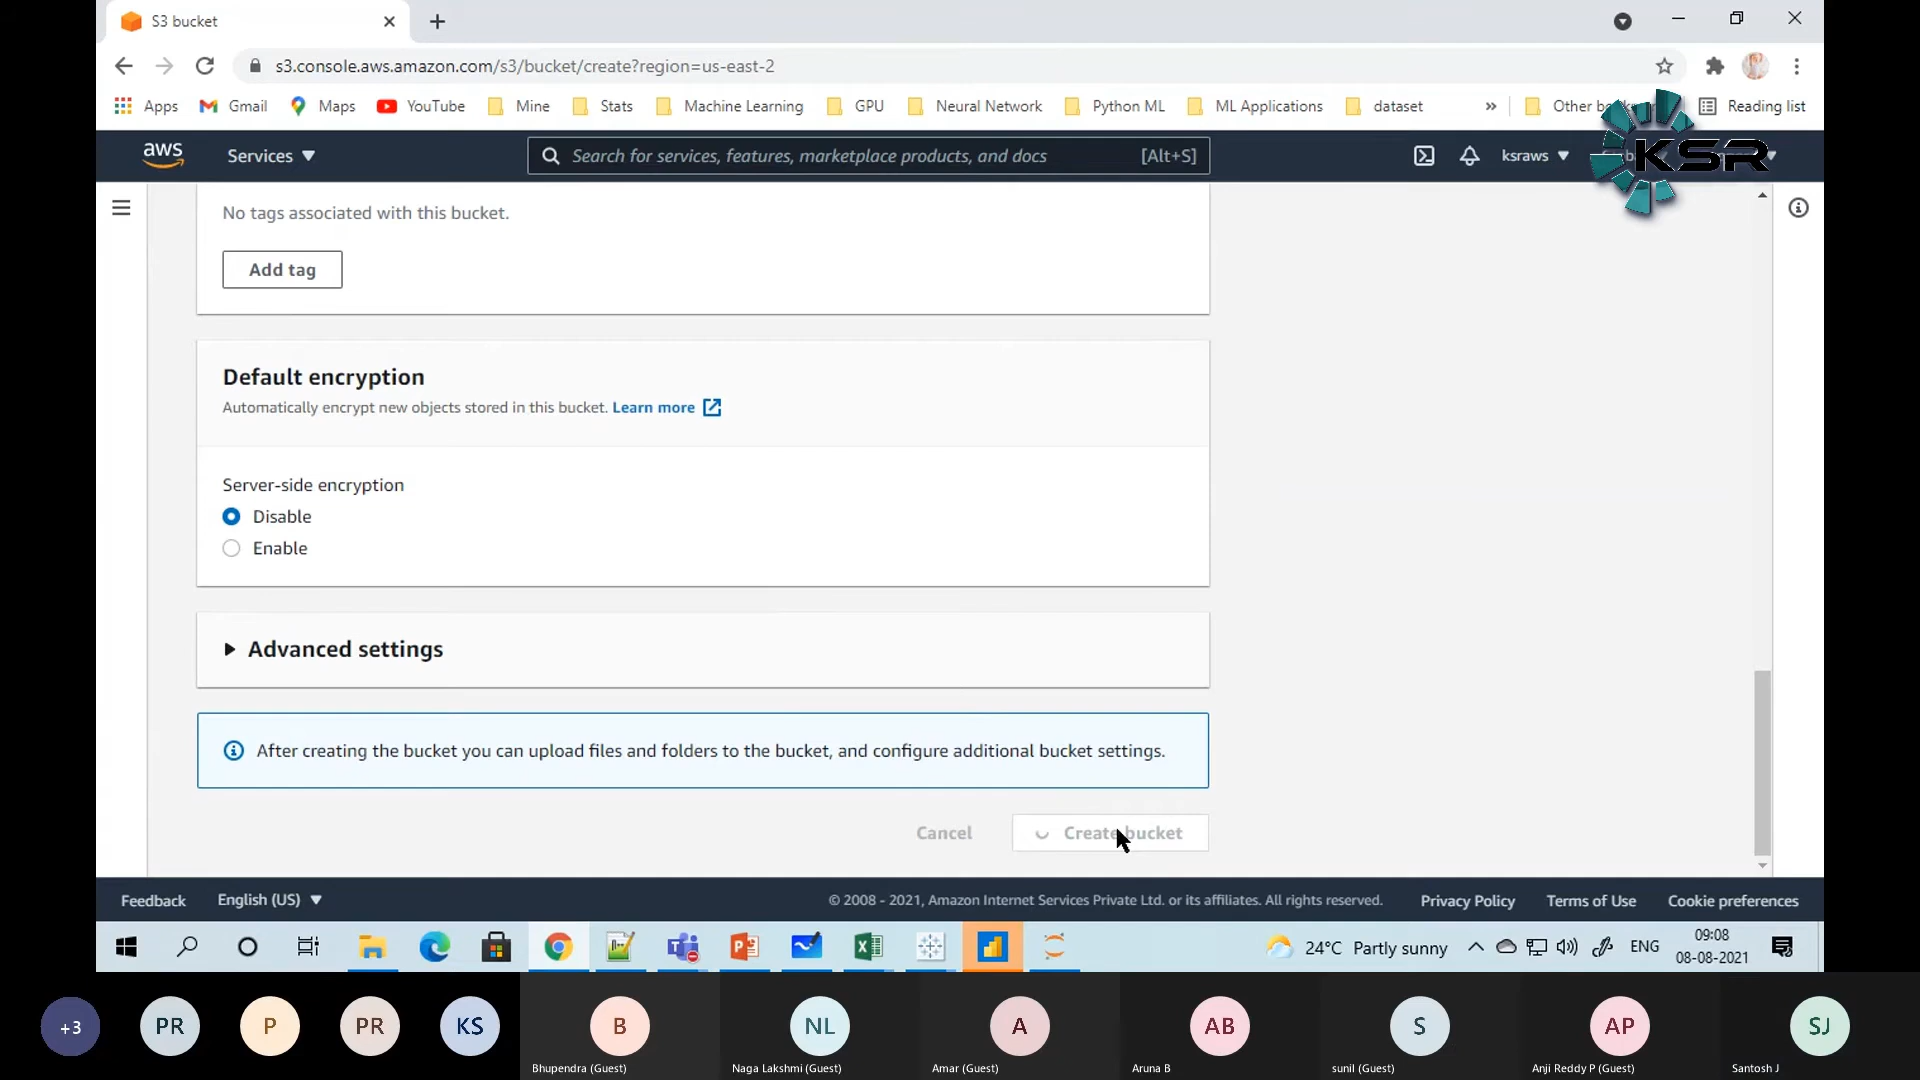 S3 bucket
s3.console.aws.amazon.com/s3/bucket/create?region=us-east-2
Apps Gmail Maps YouTube Mine Stats Machine Learning GPU Neural Network Python ML ML Applications dataset » Other Reading list
aws Services Search for services, features, marketplace products, and docs [Alt+S] ksraws
KSR
No tags associated with this bucket.
Add tag
Default encryption
Automatically encrypt new objects stored in this bucket. Learn more
Server-side encryption
Disable
Enable
Advanced settings
After creating the bucket you can upload files and folders to the bucket, and configure additional bucket settings.
Cancel Create bucket
Feedback English (US) © 2008 - 2021, Amazon Internet Services Private Ltd. or its affiliates. All rights reserved. Privacy Policy Terms of Use Cookie preferences
24°C Partly sunny ENG 09:08
08-08-2021
+3 PR P PR KS B NL A AB S AP SJ
Bhupendra (Guest) Naga Lakshmi (Guest) Amar (Guest) Aruna B sunil (Guest) Anji Reddy P (Guest) Santosh J